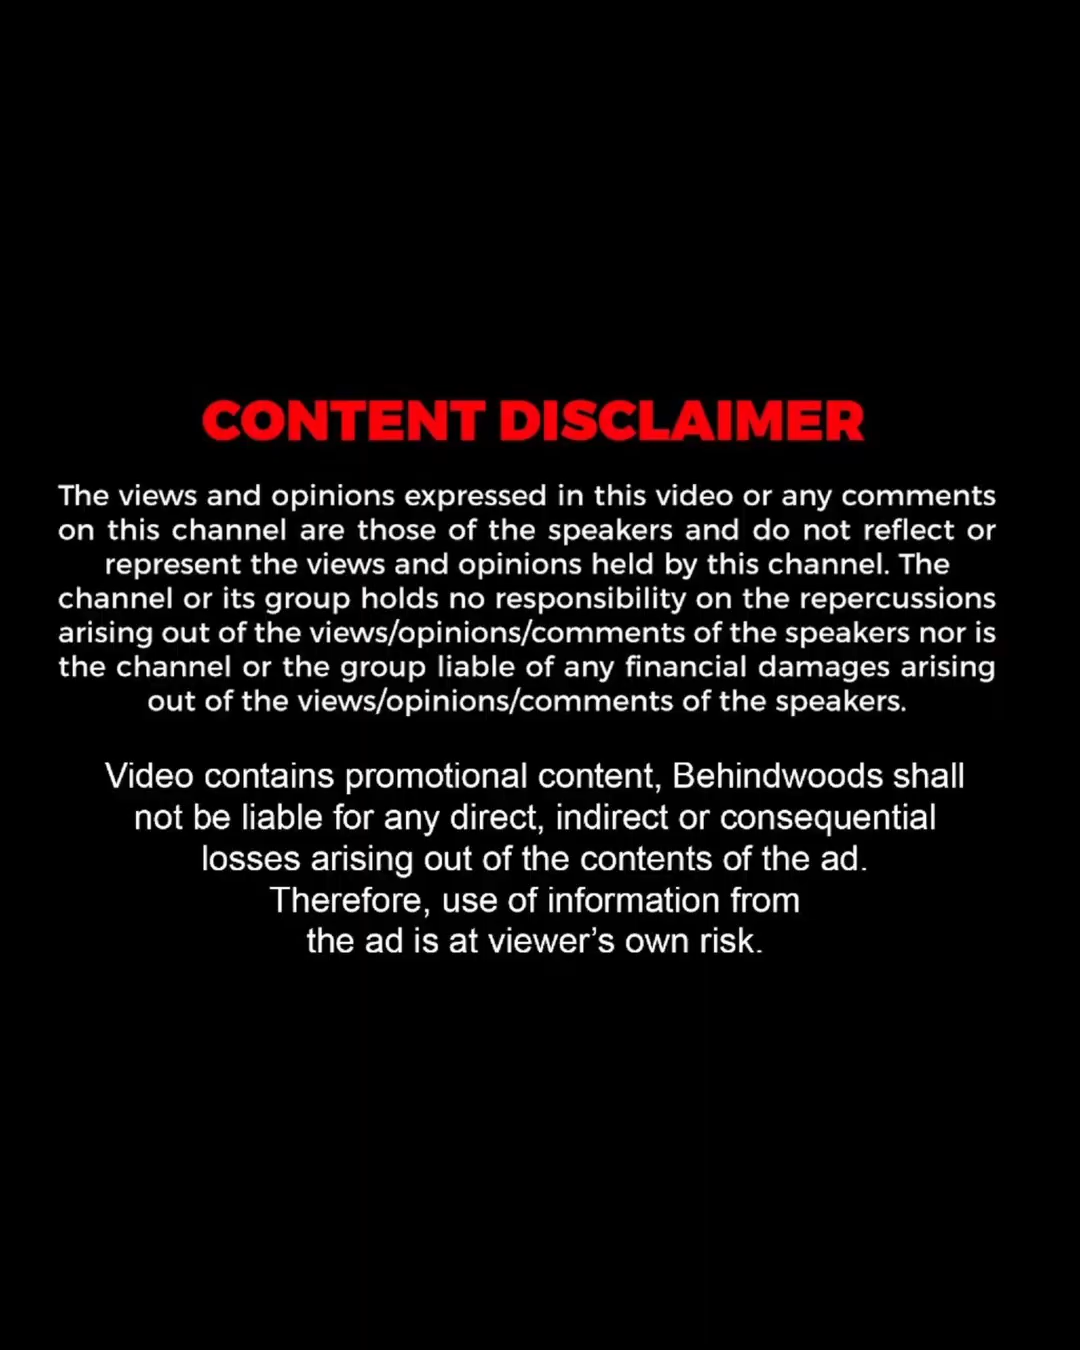 CONTENT DISCLAIMER
The views and opinions expressed in this video or any comments
on this channel are those of the speakers and do not reflect or
represent the views and opinions held by this channel. The
channel or its group holds no responsibility on the repercussions
arising out of the views/opinions/comments of the speakers nor is
the channel or the group liable of any financial damages arising
out of the views/opinions/comments of the speakers.
Video contains promotional content, Behindwoods shall
not be liable for any direct, indirect or consequential
losses arising out of the contents of the ad.
Therefore, use of information from
the ad is at viewer’s own risk.